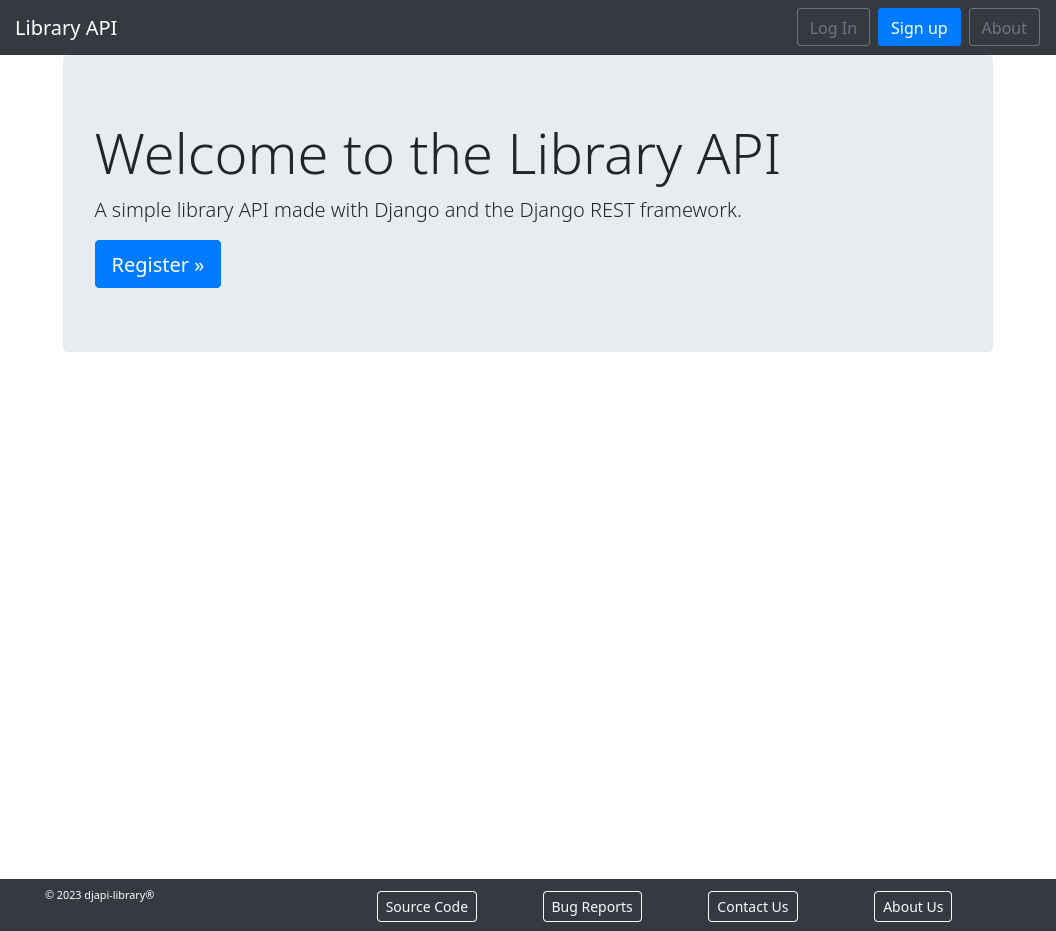 Library API
Log In
Sign up
About
Welcome to the Library API
A simple library API made with Django and the Django REST framework.
Register »
© 2023 djapi-library®
Source Code
Bug Reports
Contact Us
About Us